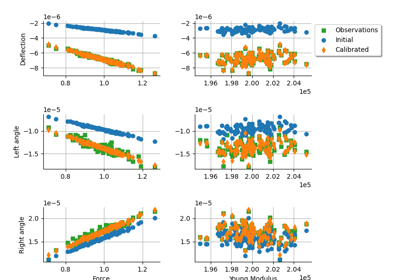 1e−6
1e−6
−2
−4
−6
−8
Deflection
0.8
1.0
1.2
−2
−4
−6
−8
1.96
1.98
2.00
2.02
2.04
1e5
Observations
Initial
Calibrated
1e−5
1e−5
−1.0
−1.5
Left angle
0.8
1.0
1.2
−1.0
−1.5
1.96
1.98
2.00
2.02
2.04
1e5
1e−5
1e−5
2.0
1.5
Right angle
0.8
1.0
1.2
Force
2.0
1.5
1.96
1.98
2.00
2.02
2.04
1e5
Young Modulus